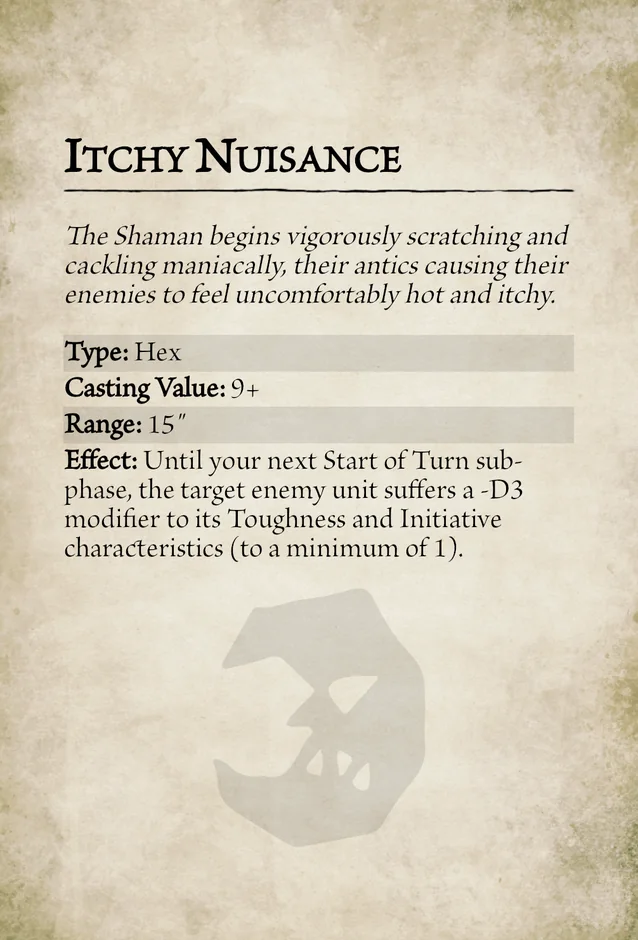 Itchy Nuisance
The Shaman begins vigorously scratching and
cackling maniacally, their antics causing their
enemies to feel uncomfortably hot and itchy.
Type: Hex
Casting Value: 9+
Range: 15"
Effect: Until your next Start of Turn sub-
phase, the target enemy unit suffers a -D3
modifier to its Toughness and Initiative
characteristics (to a minimum of 1).